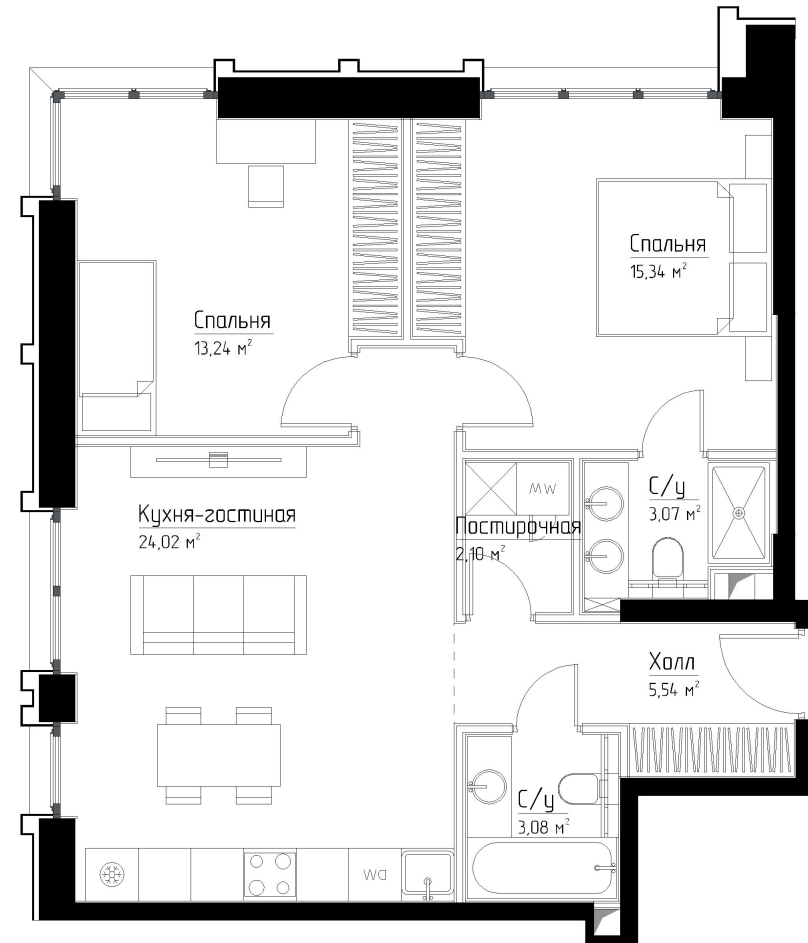 Спальня
15,34 м²
Спальня
13,24 м²
MW
С/у
3,07 м²
Кухня-гостиная
24,02 м²
Постирочная
2,10 м²
Холл
5,54 м²
С/у
3,08 м²
DW